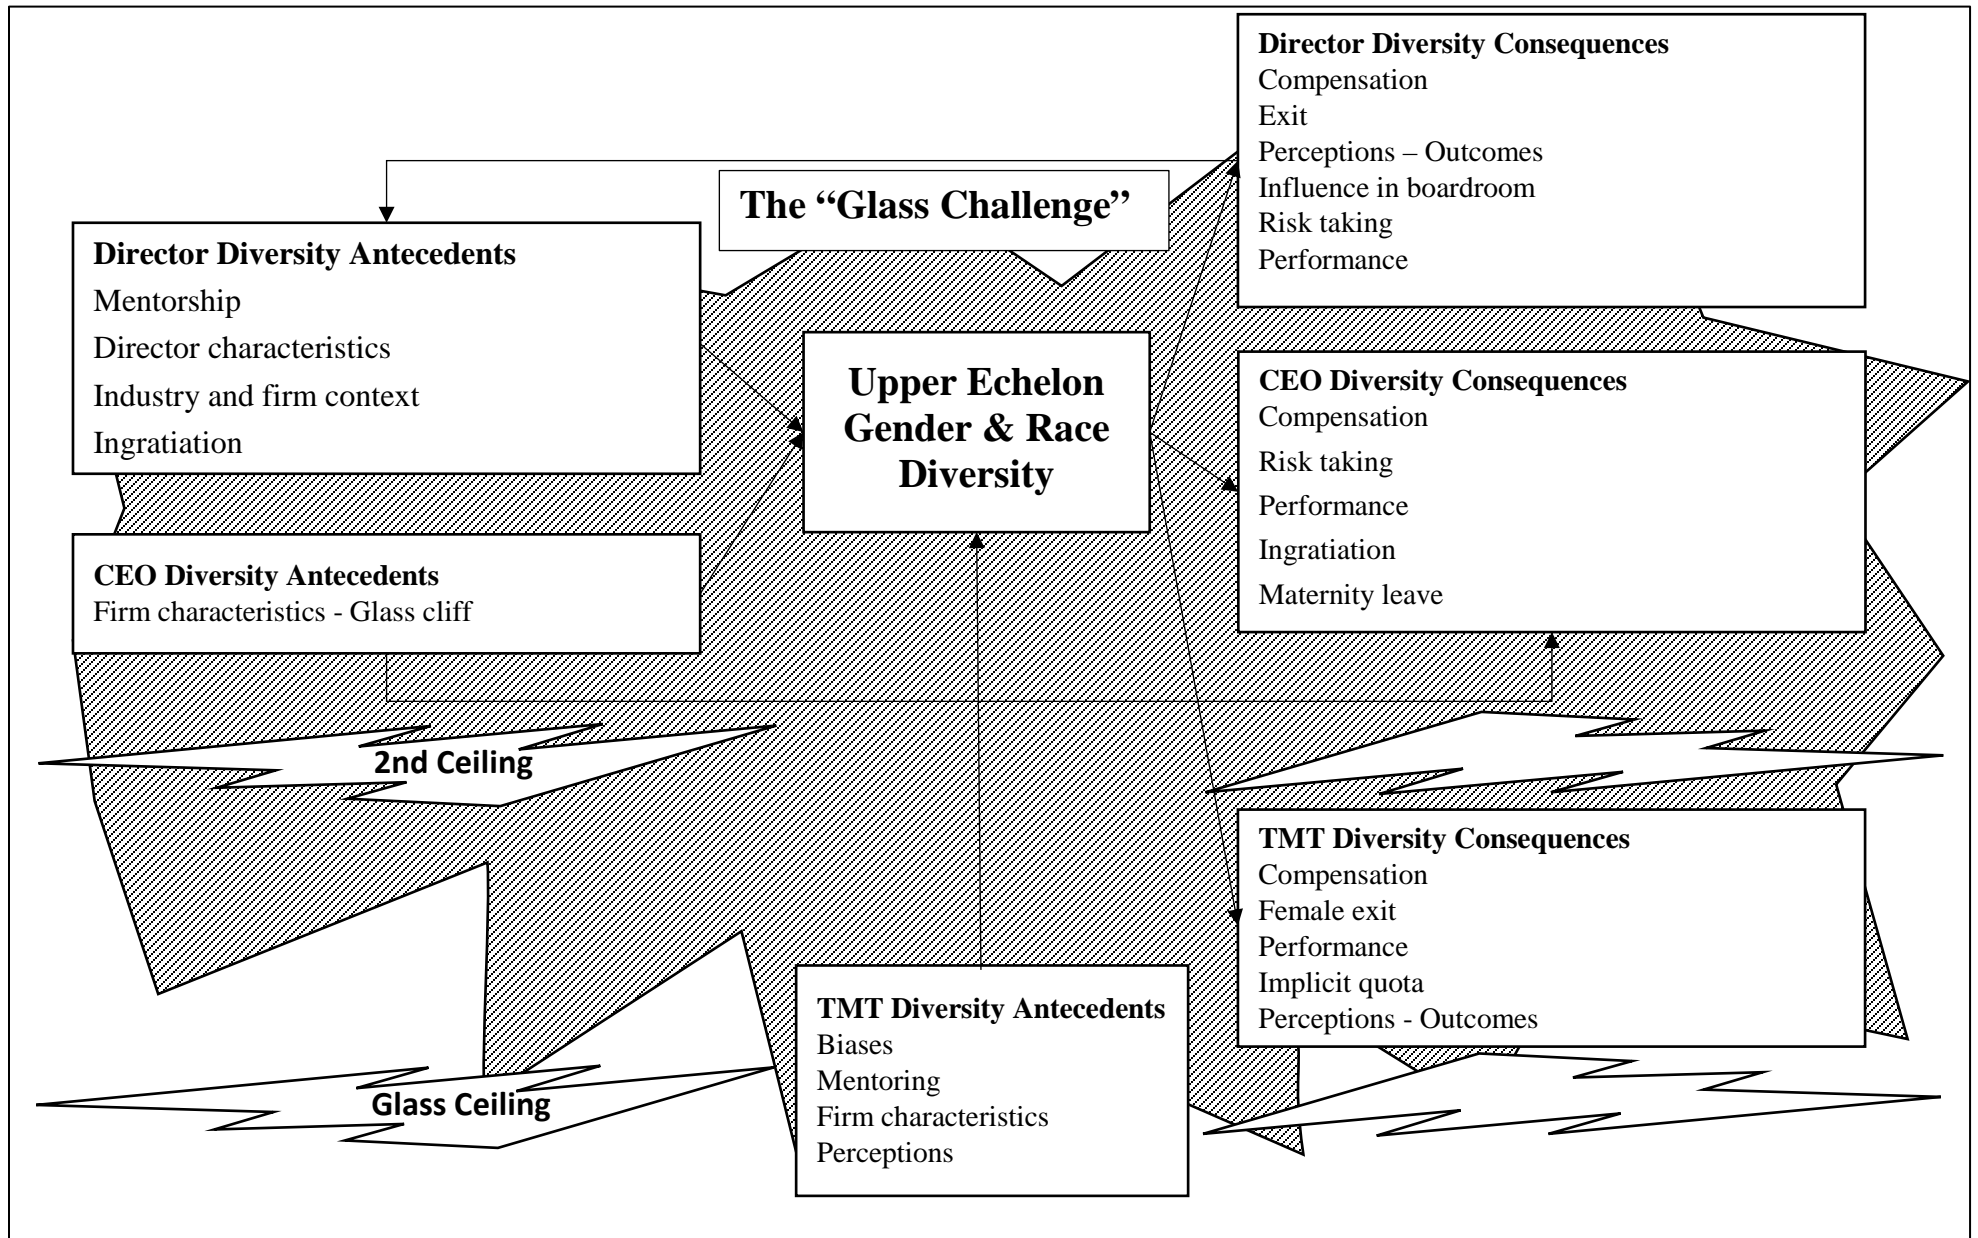 Director Diversity Consequences
Compensation
Exit
Perceptions – Outcomes
Influence in boardroom
Risk taking
Performance
The “Glass Challenge”
Director Diversity Antecedents
Mentorship
Director characteristics
Industry and firm context
Ingratiation
Upper Echelon
Gender & Race
Diversity
CEO Diversity Consequences
Compensation
Risk taking
Performance
Ingratiation
Maternity leave
CEO Diversity Antecedents
Firm characteristics - Glass cliff
2nd Ceiling
TMT Diversity Consequences
Compensation
Female exit
Performance
Implicit quota
Perceptions - Outcomes
TMT Diversity Antecedents
Biases
Mentoring
Firm characteristics
Perceptions
Glass Ceiling